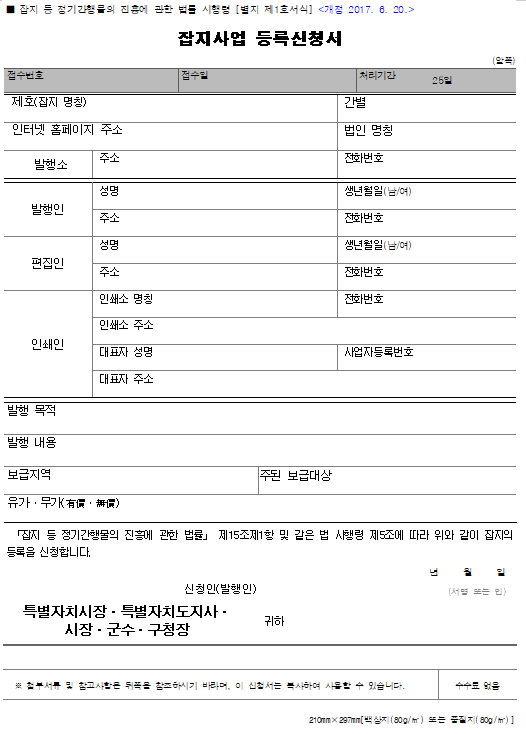 ■ 잡지 등 정기간행물의 진흥에 관한 법률 시행령 [별지 제1호서식] <개정 2017. 6. 20.>
잡지사업 등록신청서
(앞쪽)
접수번호 접수일 처리기간 25일
제호(잡지 명칭) 간별
인터넷 홈페이지 주소 법인 명칭
발행소 주소 전화번호
발행인 성명 생년월일(남/여)
주소 전화번호
편집인 성명 생년월일(남/여)
주소 전화번호
인쇄인 인쇄소 명칭 전화번호
인쇄소 주소
대표자 성명 사업자등록번호
대표자 주소
발행 목적
발행 내용
보급지역 주된 보급대상
유가ㆍ무가(有價ㆍ無價)
「잡지 등 정기간행물의 진흥에 관한 법률」 제15조제1항 및 같은 법 시행령 제5조에 따라 위와 같이 잡지의
등록을 신청합니다.
년 월 일
신청인(발행인) (서명 또는 인)
특별자치시장ㆍ특별자치도지사ㆍ
시장ㆍ군수ㆍ구청장 귀하
※ 첨부서류 및 참고사항은 뒤쪽을 참조하시기 바라며, 이 신청서는 복사하여 사용할 수 있습니다. 수수료 없음
210mm×297mm[백상지(80g/㎡) 또는 중질지(80g/㎡)]